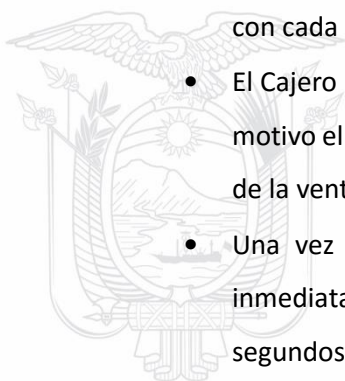 con cada
• El Cajero
motivo el
de la vent
• Una vez
inmediata
segundos